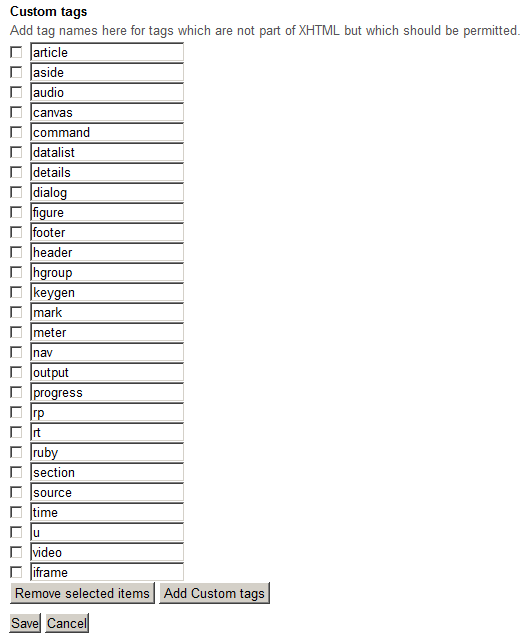 Custom tags
Add tag names here for tags which are not part of XHTML but which should be permitted.
article
aside
audio
canvas
command
datalist
details
dialog
figure
footer
header
hgroup
keygen
mark
meter
nav
output
progress
rp
rt
ruby
section
source
time
u
video
iframe
Remove selected items Add Custom tags
Save Cancel